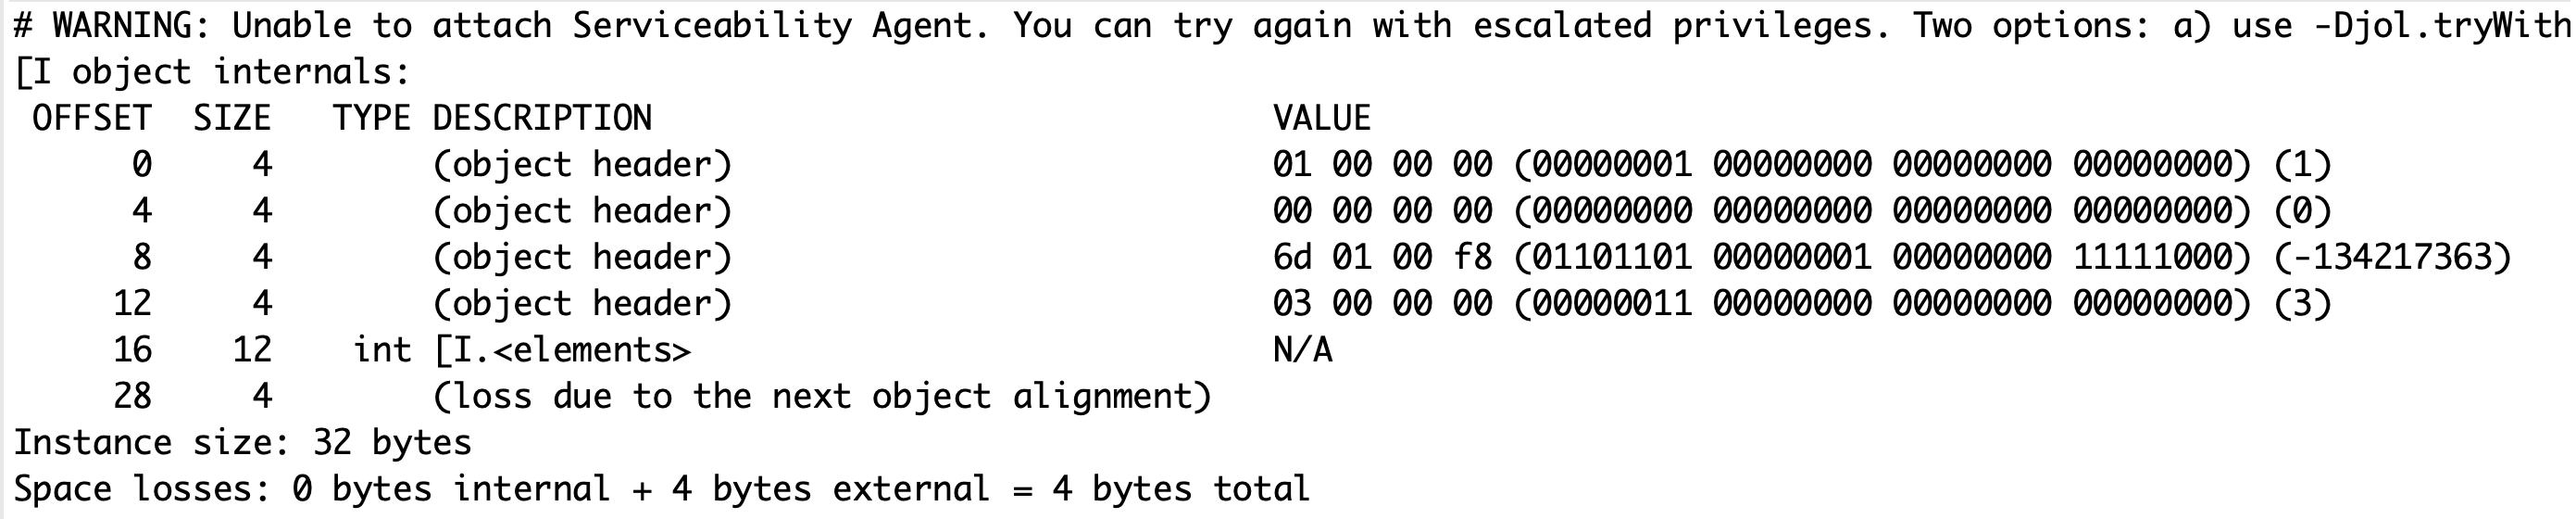 # WARNING: Unable to attach Serviceability Agent. You can try again with escalated privileges. Two options: a) use -Djol.tryWith
[I object internals:
 OFFSET  SIZE   TYPE DESCRIPTION                               VALUE
      0     4        (object header)                           01 00 00 00 (00000001 00000000 00000000 00000000) (1)
      4     4        (object header)                           00 00 00 00 (00000000 00000000 00000000 00000000) (0)
      8     4        (object header)                           6d 01 00 f8 (01101101 00000001 00000000 11111000) (-134217363)
     12     4        (object header)                           03 00 00 00 (00000011 00000000 00000000 00000000) (3)
     16    12    int [I.<elements>                             N/A
     28     4        (loss due to the next object alignment)
Instance size: 32 bytes
Space losses: 0 bytes internal + 4 bytes external = 4 bytes total